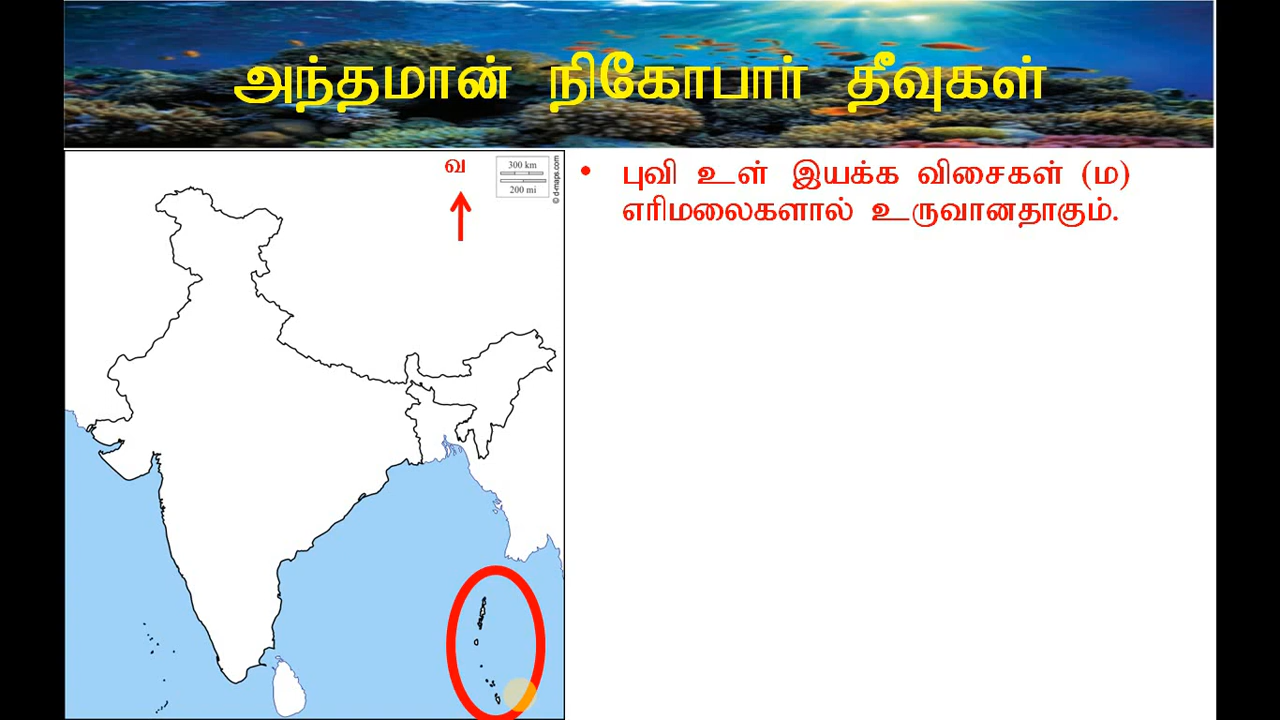 அந்தமான் நிகோபார் தீவுகள்
வ
300 km
200 mi
© d-maps.com
• புவி உள் இயக்க விசைகள் (ம)
எரிமலைகளால் உருவானதாகும்.